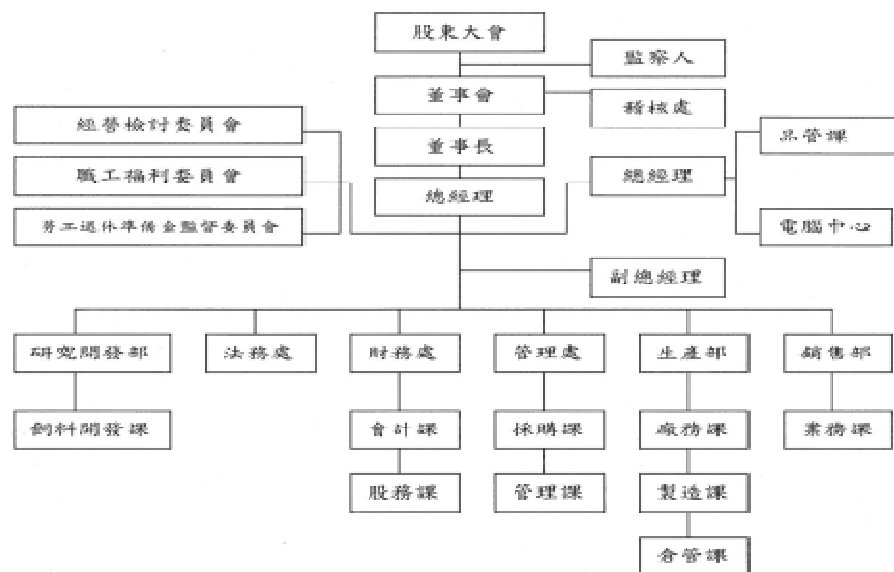 股東大會
監察人
董事會
稽核處
經營檢討委員會
董事長
品管課
職工福利委員會
總經理
總經理
勞工退休準備金監督委員會
電腦中心
副總經理
研究開發部
法務處
財務處
管理處
生產部
銷售部
飼料開發課
會計課
採購課
廠務課
業務課
股務課
管理課
製造課
倉管課